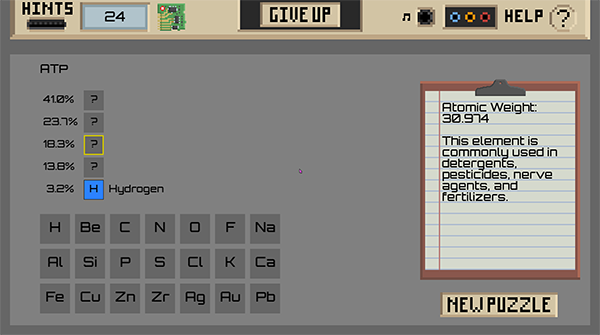 HINTS 24 GIVE UP HELP ?
ATP
41.0% ?
23.7% ?
18.3% ?
13.8% ?
3.2% H Hydrogen
H Be C N O F Na
Al Si P S Cl K Ca
Fe Cu Zn Zr Ag Au Pb
Atomic Weight:
30.974
This element is
commonly used in
detergents,
pesticides, nerve
agents, and
fertilizers.
NEW PUZZLE